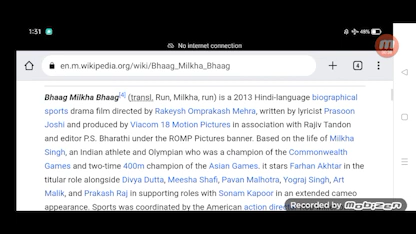 1:51
58%
No internet connection
en.m.wikipedia.org/wiki/Bhaag_Milkha_Bhaag
4
Bhaag Milkha Bhaag[4] (transl. Run, Milkha, run) is a 2013 Hindi-language biographical
sports drama film directed by Rakeysh Omprakash Mehra, written by lyricist Prasoon
Joshi and produced by Viacom 18 Motion Pictures in association with Rajiv Tandon
and editor P.S. Bharathi under the ROMP Pictures banner. Based on the life of Milkha
Singh, an Indian athlete and Olympian who was a champion of the Commonwealth
Games and two-time 400m champion of the Asian Games. it stars Farhan Akhtar in the
titular role alongside Divya Dutta, Meesha Shafi, Pavan Malhotra, Yograj Singh, Art
Malik, and Prakash Raj in supporting roles with Sonam Kapoor in an extended cameo
appearance. Sports was coordinated by the American action direc
Recorded by mobizen